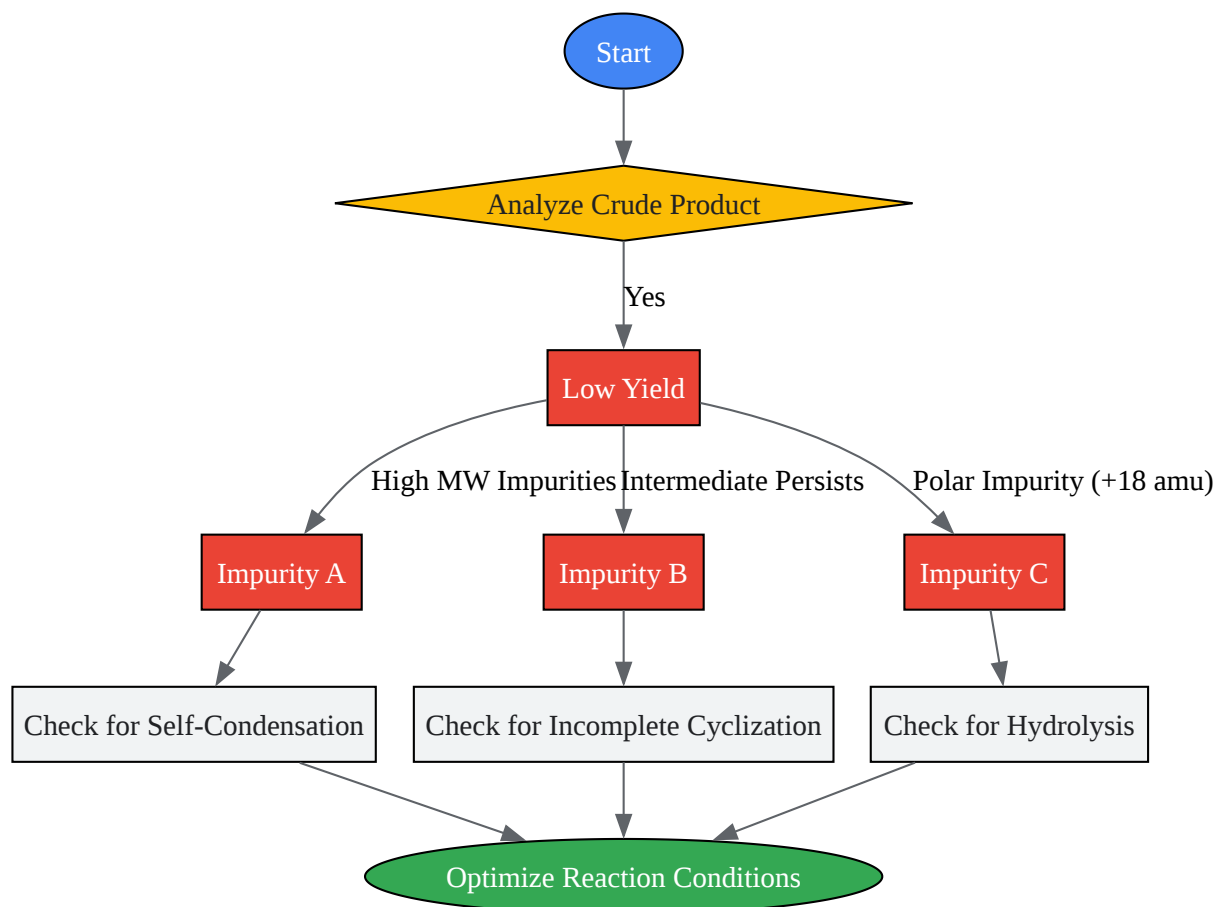 Start
Analyze Crude Product
Yes
Low Yield
High MW Impurities
Intermediate Persists
Polar Impurity (+18 amu)
Impurity A
Impurity B
Impurity C
Check for Self-Condensation
Check for Incomplete Cyclization
Check for Hydrolysis
Optimize Reaction Conditions